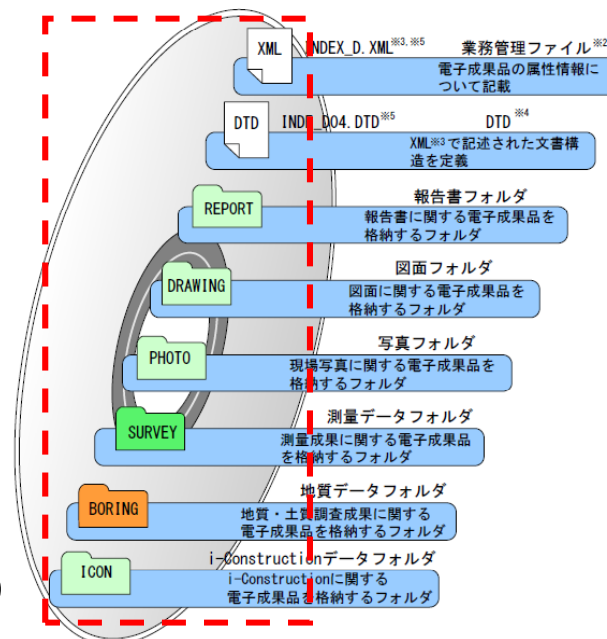 XML INDEX_D.XML※3,※5 業務管理ファイル※2
電子成果品の属性情報に
ついて記載
DTD IND_D04.DTD※5 DTD※4
XML※3で記述された文書構
造を定義
報告書フォルダ
REPORT 報告書に関する電子成果品を
格納するフォルダ
図面フォルダ
DRAWING 図面に関する電子成果品を
格納するフォルダ
写真フォルダ
PHOTO 現場写真に関する電子成果品を
格納するフォルダ
測量データフォルダ
SURVEY 測量成果に関する電子成果品
を格納するフォルダ
地質データフォルダ
BORING 地質・土質調査成果に関する
電子成果品を格納するフォルダ
i-Constructionデータフォルダ
ICON i-Constructionに関する
電子成果品を格納するフォルダ
)